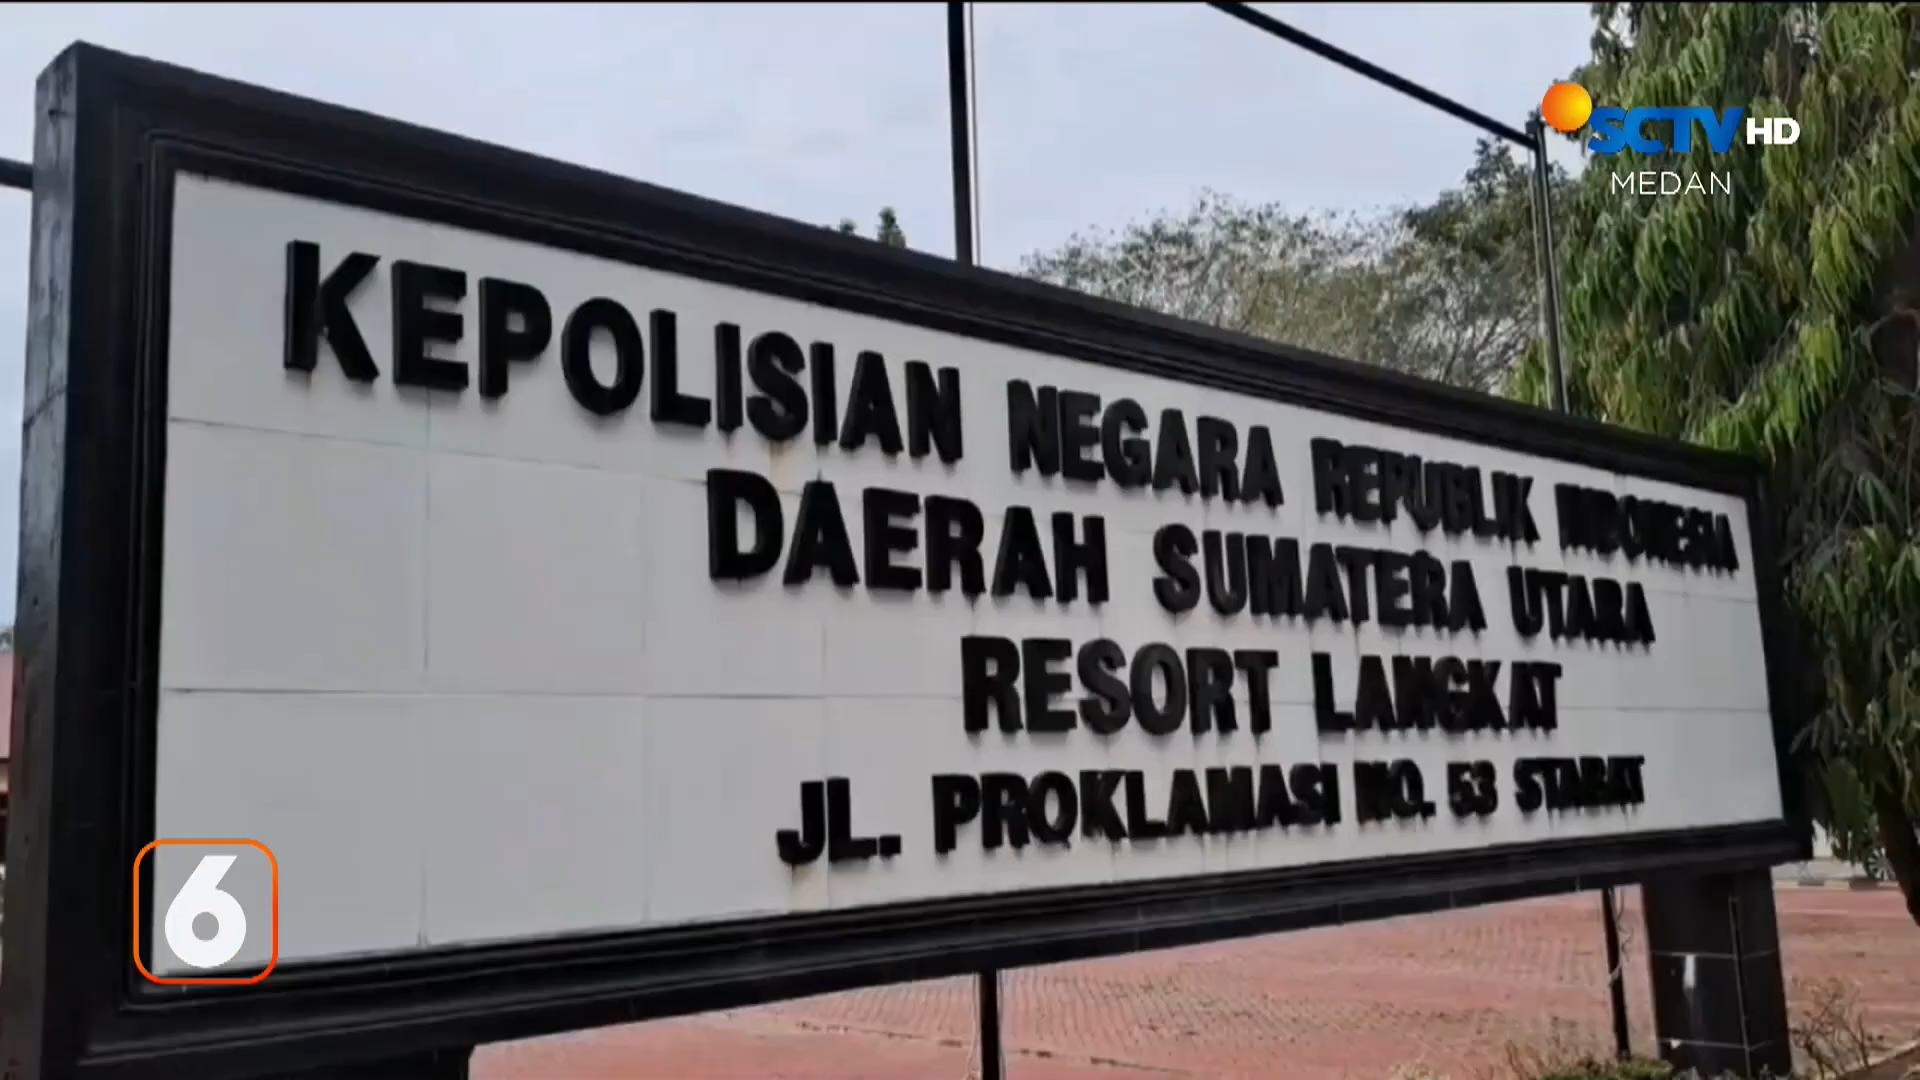 SCTV HD
MEDAN
KEPOLISIAN NEGARA REPUBLIK INDONESIA
DAERAH SUMATERA UTARA
RESORT LANGKAT
JL. PROKLAMASI NO. 53 STABAT
6